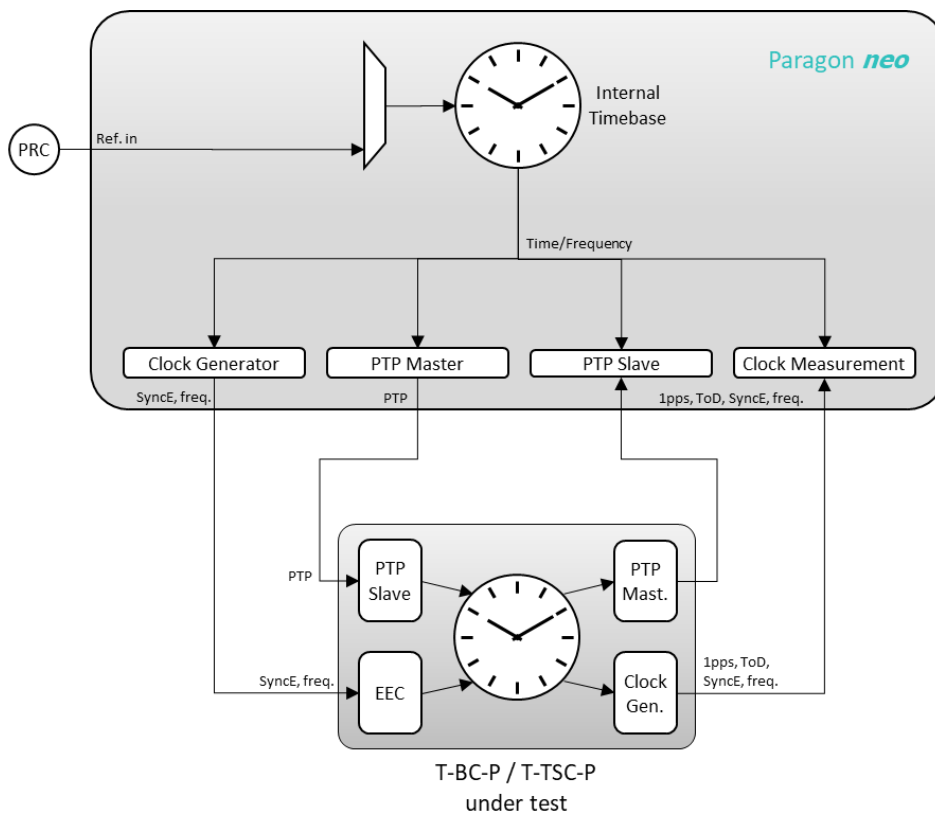 Paragon neo
Internal
Timebase
PRC
Ref. in
Time/Frequency
Clock Generator
PTP Master
PTP Slave
Clock Measurement
SyncE, freq.
PTP
1pps, ToD, SyncE, freq.
PTP
PTP
Slave
PTP
Mast.
SyncE, freq.
EEC
Clock
Gen.
1pps, ToD,
SyncE, freq.
T-BC-P / T-TSC-P
under test